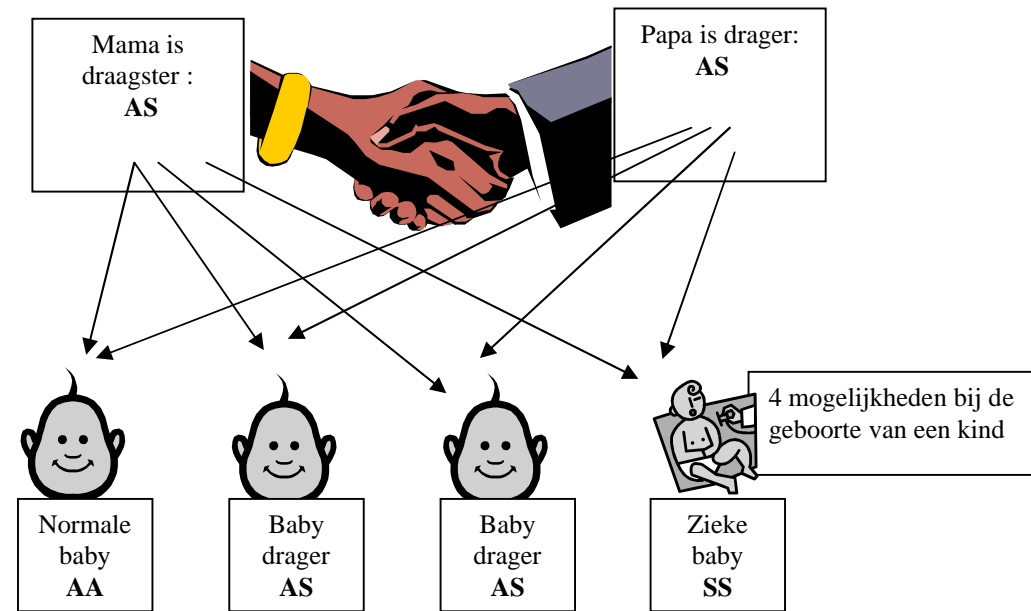 Mama is
draagster :
AS
Papa is drager:
AS
4 mogelijkheden bij de
geboorte van een kind
Normale
baby
AA
Baby
drager
AS
Baby
drager
AS
Zieke
baby
SS